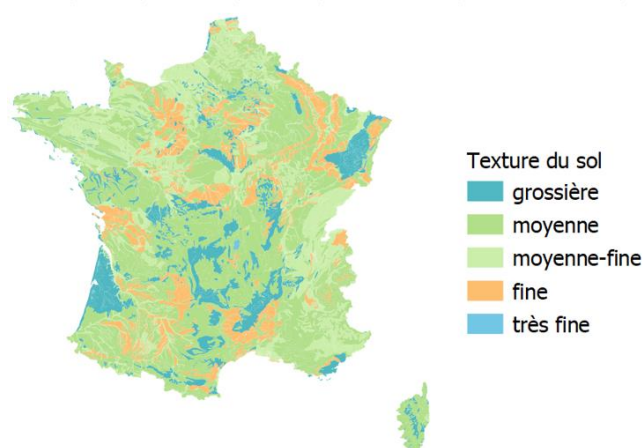 Texture du sol
grossière
moyenne
moyenne-fine
fine
très fine